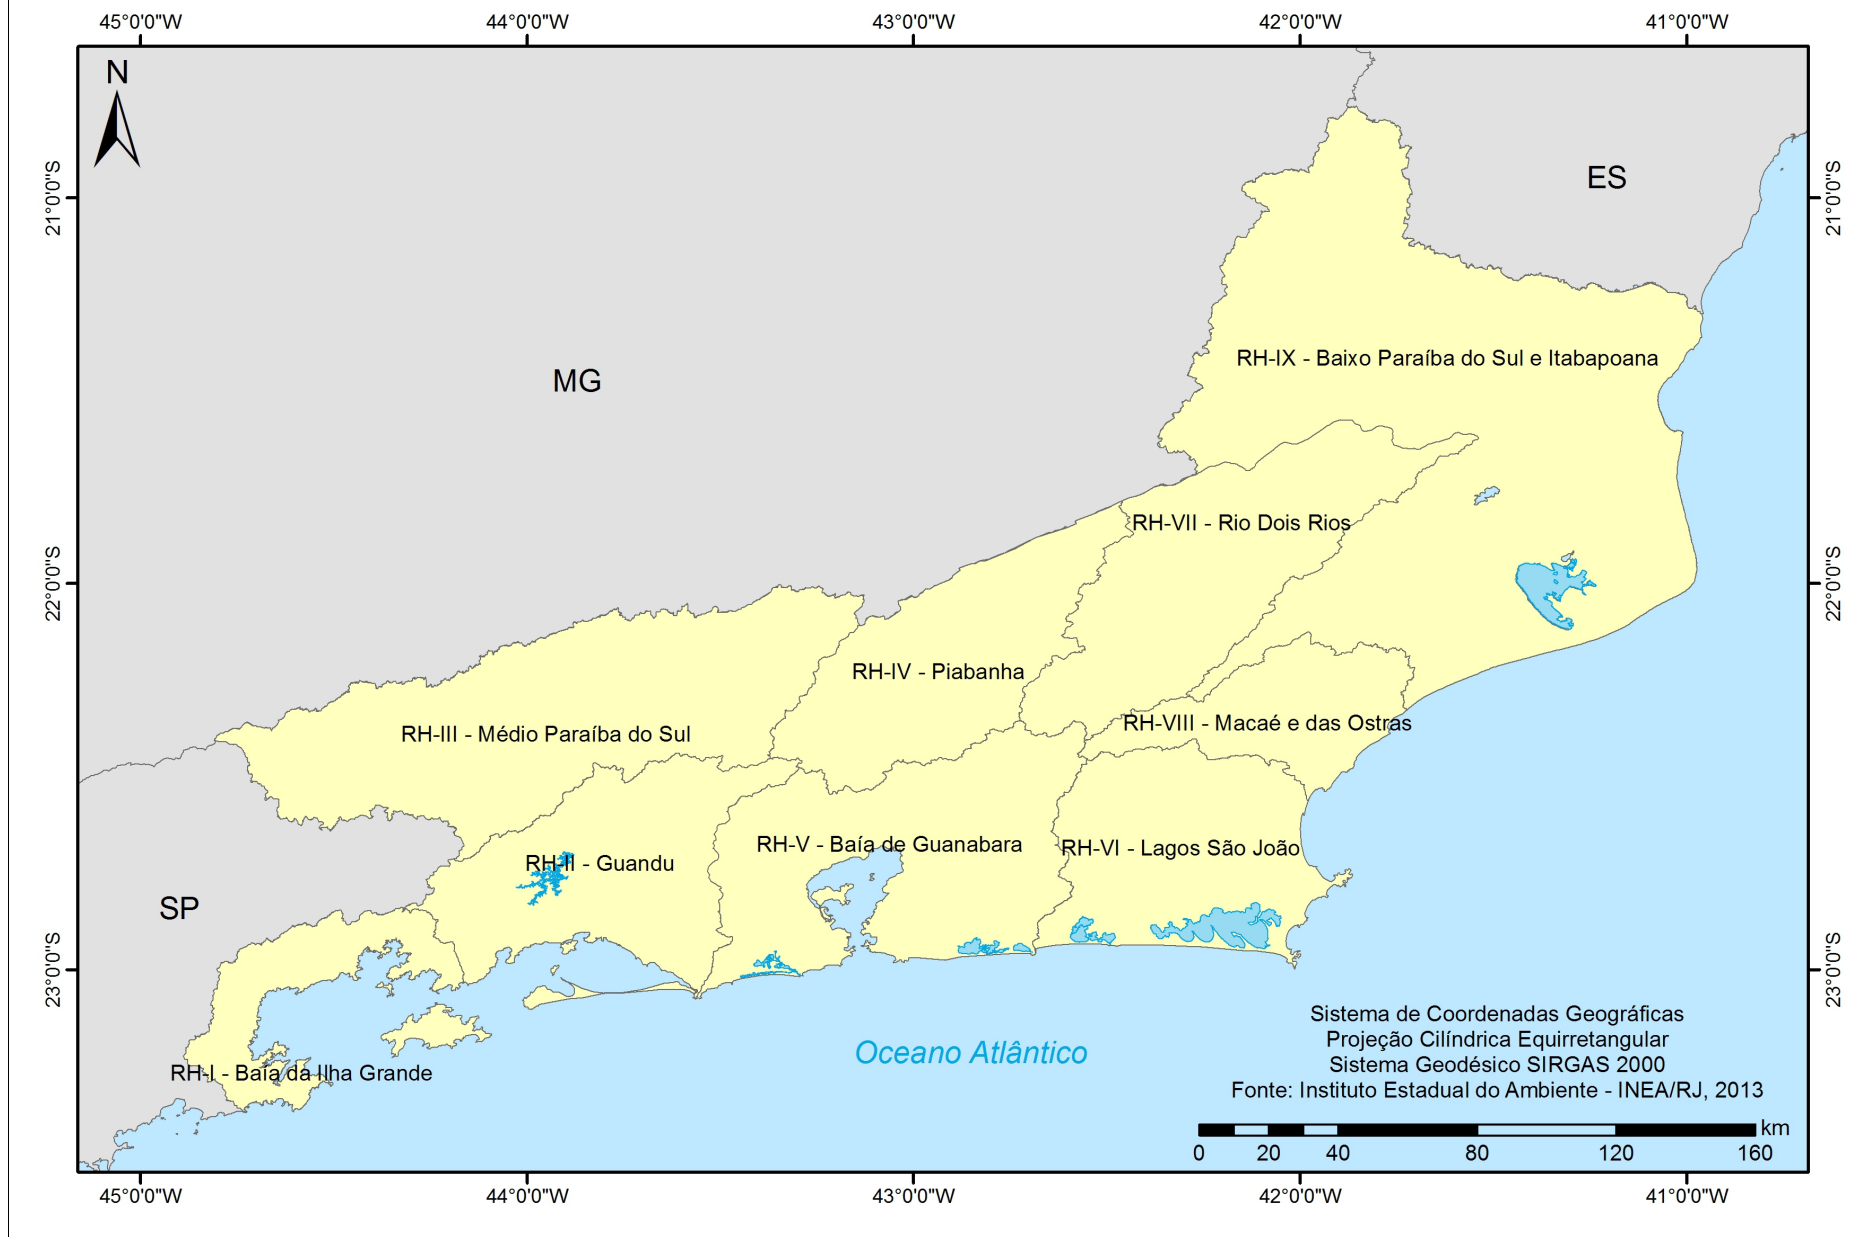 45°0'0"W 44°0'0"W 43°0'0"W 42°0'0"W 41°0'0"W
N
ES
21°0'0"S 21°0'0"S
RH-IX - Baixo Paraíba do Sul e Itabapoana
MG
RH-VII - Rio Dois Rios
22°0'0"S 22°0'0"S
RH-IV - Piabanha
RH-VIII - Macaé e das Ostras
RH-III - Médio Paraíba do Sul
RH-V - Baía de Guanabara
RH-VI - Lagos São João
RH-II - Guandu
SP
23°0'0"S 23°0'0"S
RH-I - Baía da Ilha Grande
Oceano Atlântico
Sistema de Coordenadas Geográficas
Projeção Cilíndrica Equirretangular
Sistema Geodésico SIRGAS 2000
Fonte: Instituto Estadual do Ambiente - INEA/RJ, 2013
km
0 20 40 80 120 160
45°0'0"W 44°0'0"W 43°0'0"W 42°0'0"W 41°0'0"W